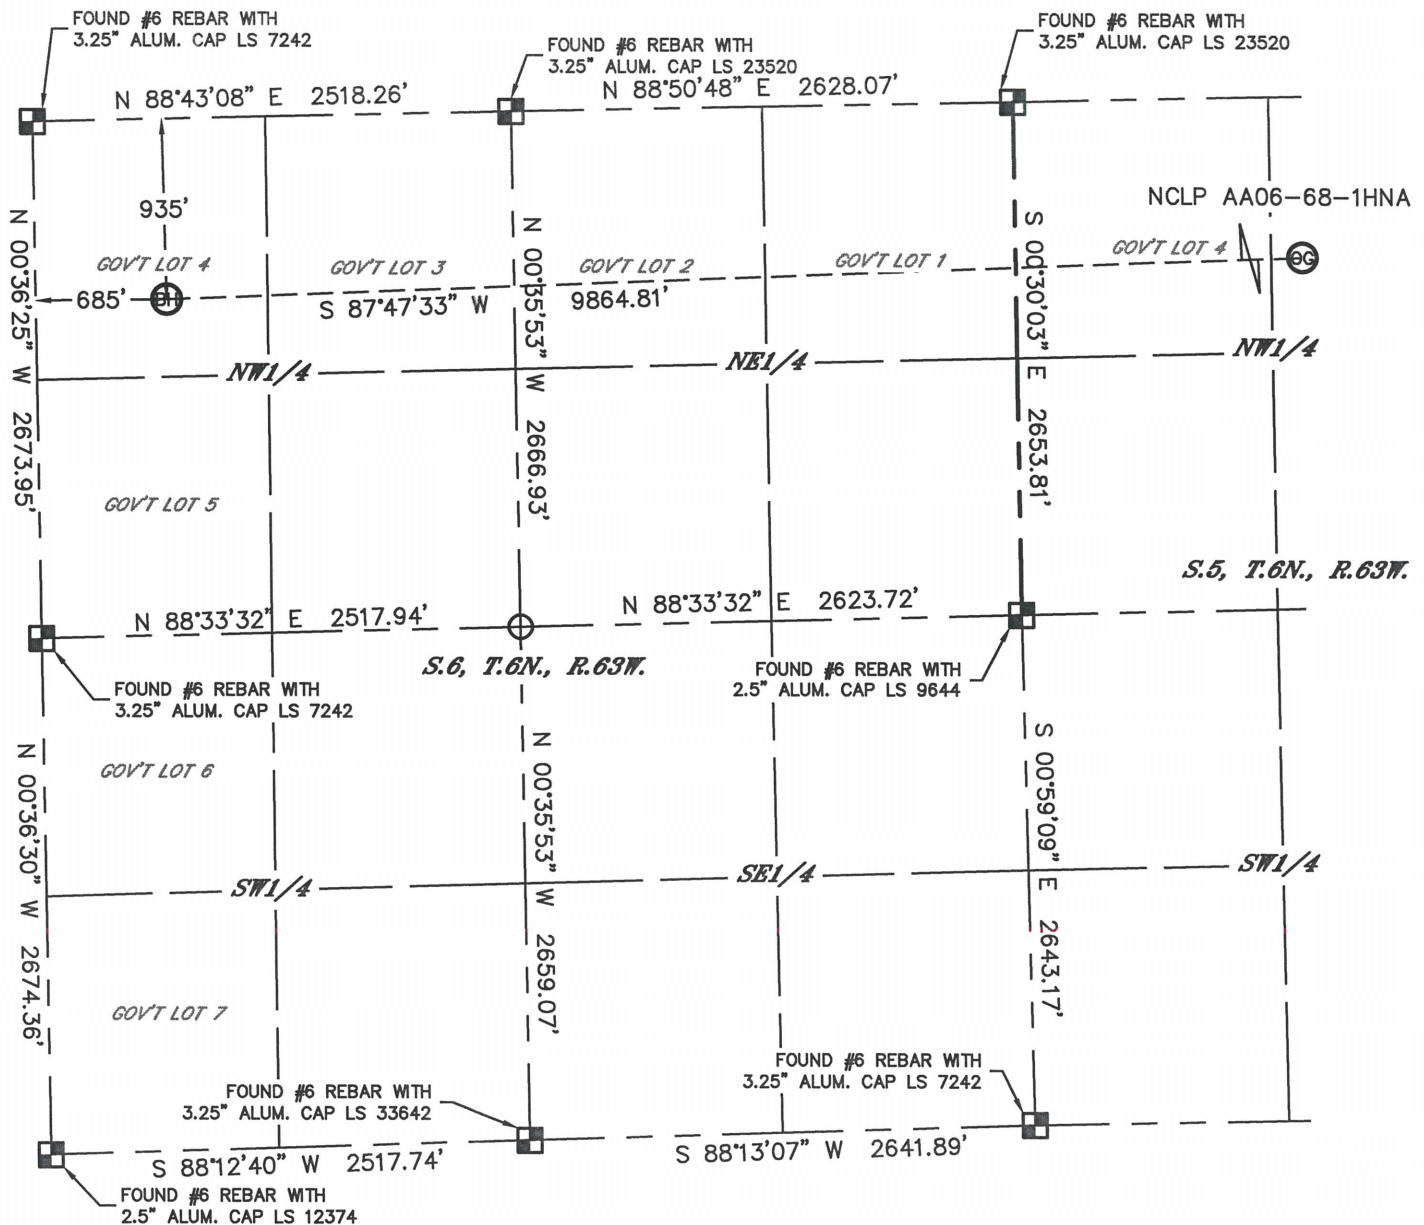 FOUND #6 REBAR WITH
3.25" ALUM. CAP LS 7242
FOUND #6 REBAR WITH
3.25" ALUM. CAP LS 23520
FOUND #6 REBAR WITH
3.25" ALUM. CAP LS 23520
N 88°43'08" E 2518.26'
N 88°50'48" E 2628.07'
935'
NCLP AA06-68-1HNA
GOV'T LOT 4
GOV'T LOT 3
GOV'T LOT 2
GOV'T LOT 1
GOV'T LOT 4
OG
685'
BH
S 87°47'33" W 9864.81'
N 00°36'25" W 2673.95'
N 00°35'53" W 2666.93'
S 00°30'03" E 2653.81'
NW1/4
NE1/4
NW1/4
GOV'T LOT 5
S.5, T.6N., R.63W.
N 88°33'32" E 2517.94'
N 88°33'32" E 2623.72'
S.6, T.6N., R.63W.
FOUND #6 REBAR WITH
3.25" ALUM. CAP LS 7242
FOUND #6 REBAR WITH
2.5" ALUM. CAP LS 9644
GOV'T LOT 6
N 00°36'30" W 2674.36'
N 00°35'53" W 2659.07'
S 00°59'09" E 2643.17'
SW1/4
SE1/4
SW1/4
GOV'T LOT 7
FOUND #6 REBAR WITH
3.25" ALUM. CAP LS 33642
FOUND #6 REBAR WITH
3.25" ALUM. CAP LS 7242
S 88°12'40" W 2517.74'
S 88°13'07" W 2641.89'
FOUND #6 REBAR WITH
2.5" ALUM. CAP LS 12374